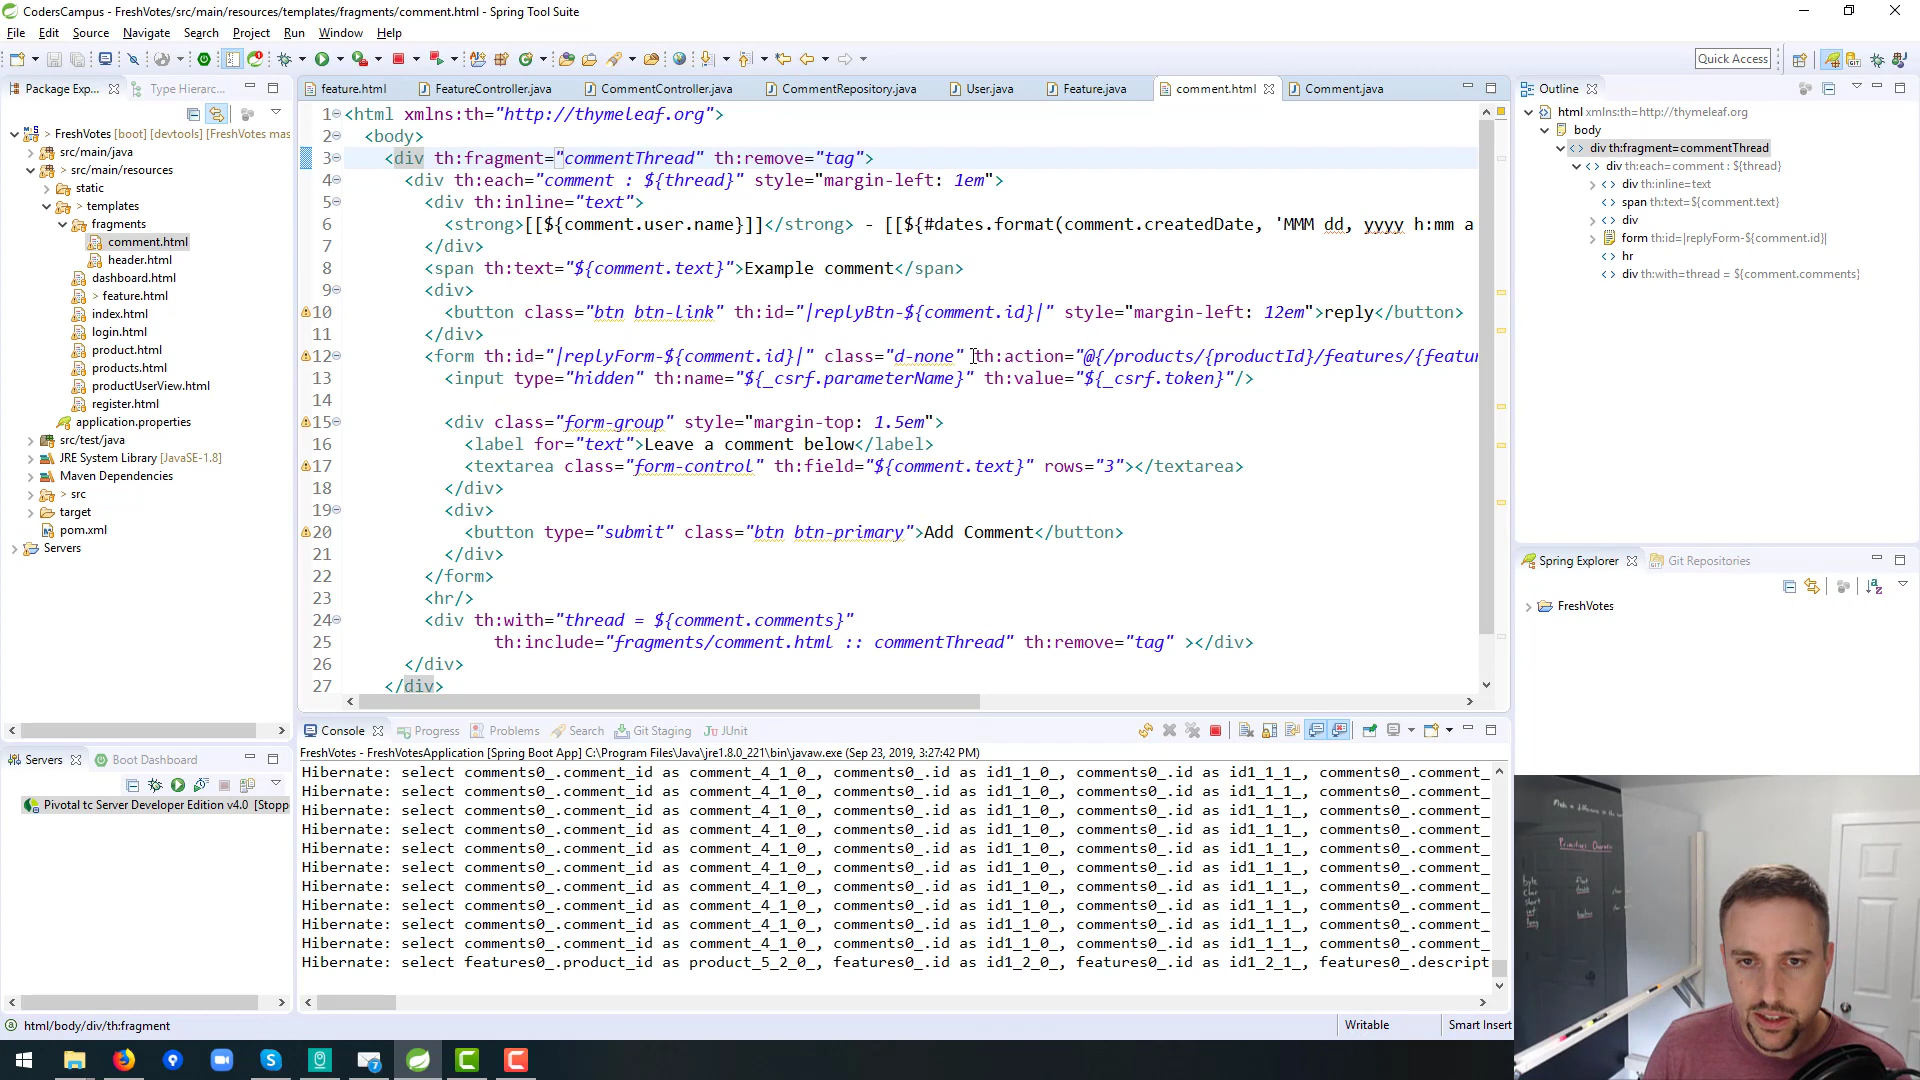 CodersCampus - FreshVotes/src/main/resources/templates/fragments/comment.html - Spring Tool Suite
File Edit Source Navigate Search Project Run Window Help
Quick Access
Package Exp... Type Hierarc...
feature.html FeatureController.java CommentController.java CommentRepository.java User.java Feature.java comment.html Comment.java
Outline
> FreshVotes [boot] [devtools] [FreshVotes mas
src/main/java
> src/main/resources
static
> templates
fragments
comment.html
header.html
dashboard.html
> feature.html
index.html
login.html
product.html
products.html
productUserView.html
register.html
application.properties
src/test/java
JRE System Library [JavaSE-1.8]
Maven Dependencies
> src
target
pom.xml
Servers
1 <html xmlns:th="http://thymeleaf.org">
2 <body>
3 <div th:fragment="commentThread" th:remove="tag">
4 <div th:each="comment : ${thread}" style="margin-left: 1em">
5 <div th:inline="text">
6 <strong>[[${comment.user.name}]]</strong> - [[${#dates.format(comment.createdDate, 'MMM dd, yyyy h:mm a
7 </div>
8 <span th:text="${comment.text}">Example comment</span>
9 <div>
10 <button class="btn btn-link" th:id="|replyBtn-${comment.id}|" style="margin-left: 12em">reply</button>
11 </div>
12 <form th:id="|replyForm-${comment.id}|" class="d-none" th:action="@{/products/{productId}/features/{featur
13 <input type="hidden" th:name="${_csrf.parameterName}" th:value="${_csrf.token}"/>
14
15 <div class="form-group" style="margin-top: 1.5em">
16 <label for="text">Leave a comment below</label>
17 <textarea class="form-control" th:field="${comment.text}" rows="3"></textarea>
18 </div>
19 <div>
20 <button type="submit" class="btn btn-primary">Add Comment</button>
21 </div>
22 </form>
23 <hr/>
24 <div th:with="thread = ${comment.comments}"
25 th:include="fragments/comment.html :: commentThread" th:remove="tag" ></div>
26 </div>
27 </div>
html xmlns:th=http://thymeleaf.org
body
div th:fragment=commentThread
div th:each=comment : ${thread}
div th:inline=text
span th:text=${comment.text}
div
form th:id=|replyForm-${comment.id}|
hr
div th:with=thread = ${comment.comments}
Spring Explorer Git Repositories
FreshVotes
Servers Boot Dashboard
Pivotal tc Server Developer Edition v4.0 [Stopp
Console Progress Problems Search Git Staging JUnit
FreshVotes - FreshVotesApplication [Spring Boot App] C:\Program Files\Java\jre1.8.0_221\bin\javaw.exe (Sep 23, 2019, 3:27:42 PM)
Hibernate: select comments0_.comment_id as comment_4_1_0_, comments0_.id as id1_1_0_, comments0_.id as id1_1_1_, comments0_.comment_
Hibernate: select comments0_.comment_id as comment_4_1_0_, comments0_.id as id1_1_0_, comments0_.id as id1_1_1_, comments0_.comment_
Hibernate: select comments0_.comment_id as comment_4_1_0_, comments0_.id as id1_1_0_, comments0_.id as id1_1_1_, comments0_.comment_
Hibernate: select comments0_.comment_id as comment_4_1_0_, comments0_.id as id1_1_0_, comments0_.id as id1_1_1_, comments0_.comment_
Hibernate: select comments0_.comment_id as comment_4_1_0_, comments0_.id as id1_1_0_, comments0_.id as id1_1_1_, comments0_.comment_
Hibernate: select comments0_.comment_id as comment_4_1_0_, comments0_.id as id1_1_0_, comments0_.id as id1_1_1_, comments0_.comment_
Hibernate: select comments0_.comment_id as comment_4_1_0_, comments0_.id as id1_1_0_, comments0_.id as id1_1_1_, comments0_.comment_
Hibernate: select comments0_.comment_id as comment_4_1_0_, comments0_.id as id1_1_0_, comments0_.id as id1_1_1_, comments0_.comment_
Hibernate: select comments0_.comment_id as comment_4_1_0_, comments0_.id as id1_1_0_, comments0_.id as id1_1_1_, comments0_.comment_
Hibernate: select comments0_.comment_id as comment_4_1_0_, comments0_.id as id1_1_0_, comments0_.id as id1_1_1_, comments0_.comment_
Hibernate: select features0_.product_id as product_5_2_0_, features0_.id as id1_2_0_, features0_.id as id1_2_1_, features0_.descript
html/body/div/th:fragment
Writable
Smart Insert
byte
char
short
int
long